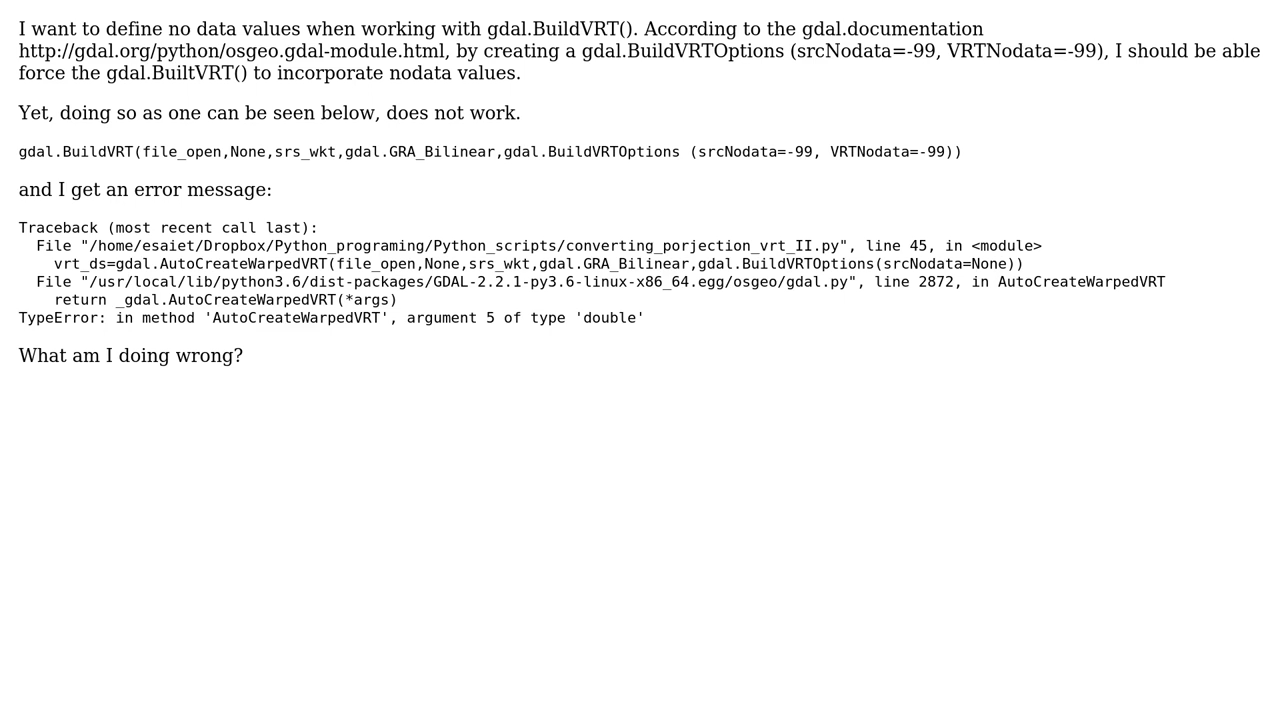 I want to define no data values when working with gdal.BuildVRT(). According to the gdal.documentation
http://gdal.org/python/osgeo.gdal-module.html, by creating a gdal.BuildVRTOptions (srcNodata=-99, VRTNodata=-99), I should be able
force the gdal.BuiltVRT() to incorporate nodata values.
Yet, doing so as one can be seen below, does not work.
gdal.BuildVRT(file_open,None,srs_wkt,gdal.GRA_Bilinear,gdal.BuildVRTOptions (srcNodata=-99, VRTNodata=-99))
and I get an error message:
Traceback (most recent call last):
  File "/home/esaiet/Dropbox/Python_programing/Python_scripts/converting_porjection_vrt_II.py", line 45, in <module>
    vrt_ds=gdal.AutoCreateWarpedVRT(file_open,None,srs_wkt,gdal.GRA_Bilinear,gdal.BuildVRTOptions(srcNodata=None))
  File "/usr/local/lib/python3.6/dist-packages/GDAL-2.2.1-py3.6-linux-x86_64.egg/osgeo/gdal.py", line 2872, in AutoCreateWarpedVRT
    return _gdal.AutoCreateWarpedVRT(*args)
TypeError: in method 'AutoCreateWarpedVRT', argument 5 of type 'double'
What am I doing wrong?